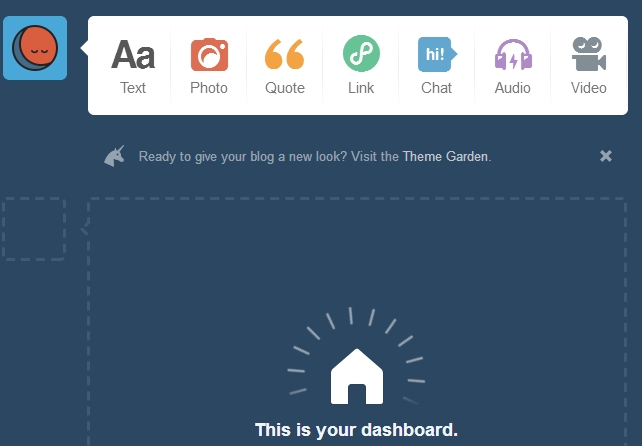 Aa
Text
Photo
Quote
Link
hi!
Chat
Audio
Video
Ready to give your blog a new look? Visit the Theme Garden.
This is your dashboard.